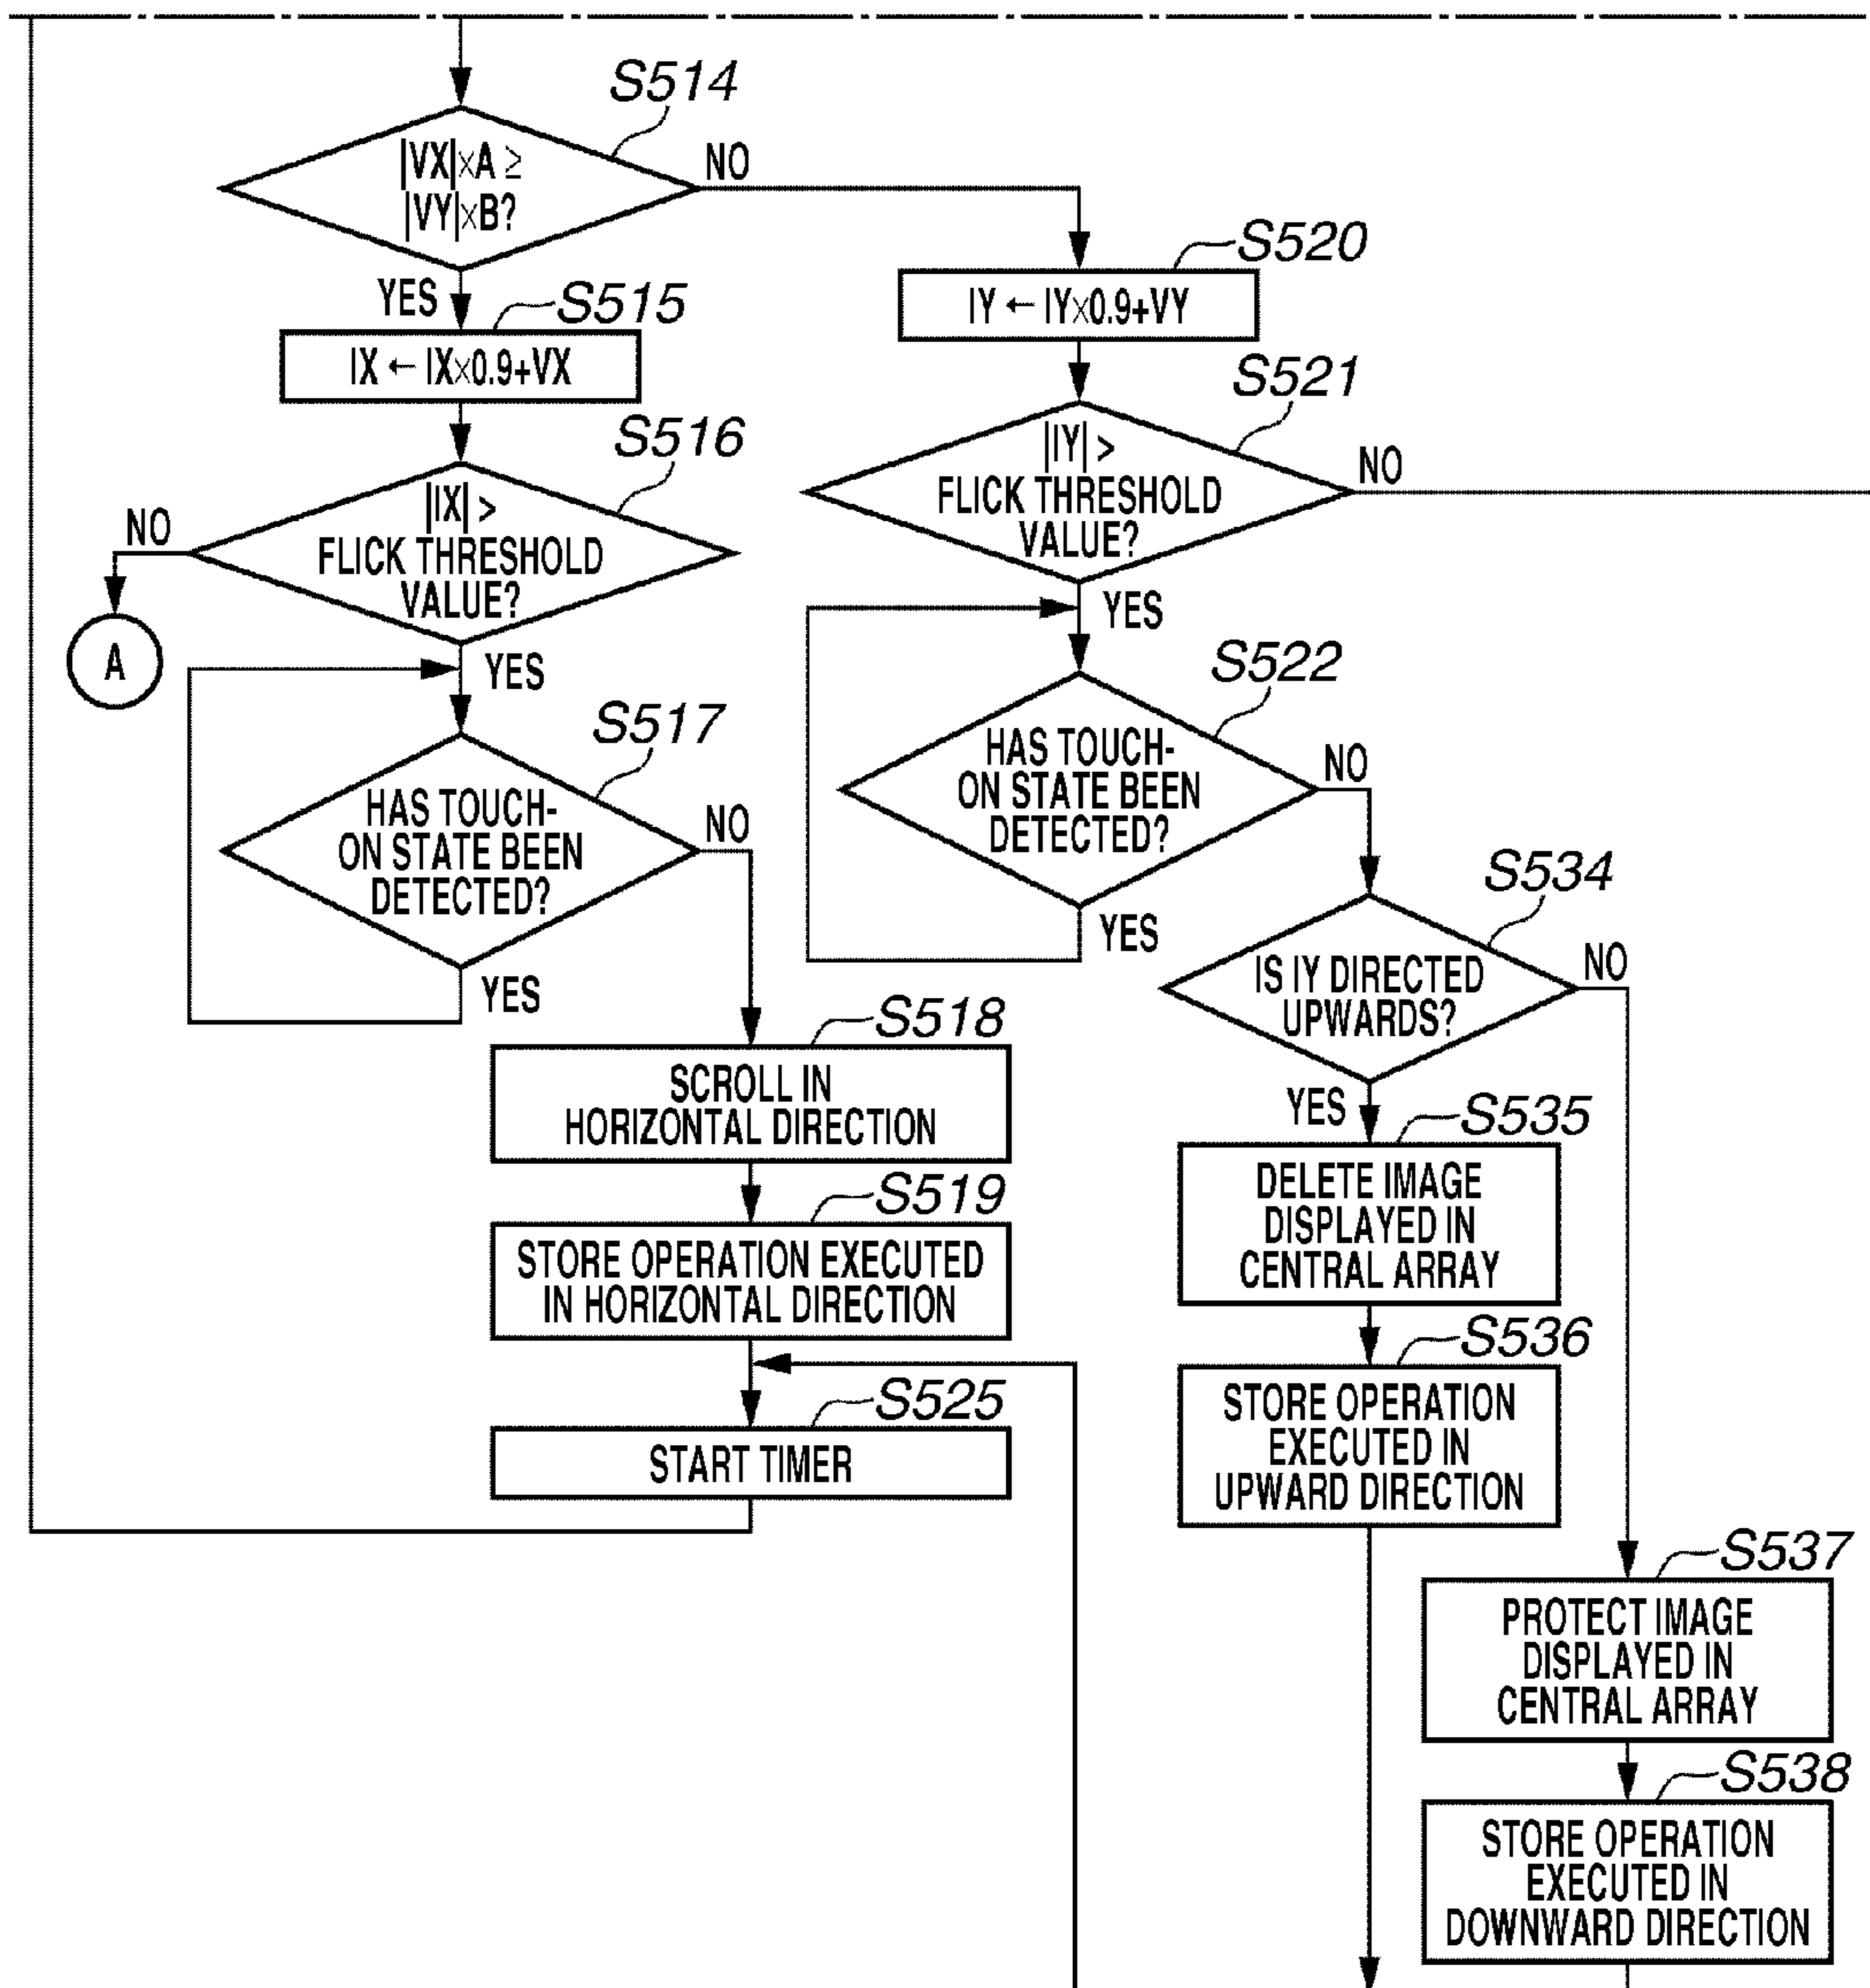 S514
|VX|×A ≥
|VY|×B?
NO
YES
S515
IX ← IX×0.9+VX
S516
|IX| >
FLICK THRESHOLD
VALUE?
NO
A
YES
S517
HAS TOUCH-
ON STATE BEEN
DETECTED?
NO
YES
S518
SCROLL IN
HORIZONTAL DIRECTION
S519
STORE OPERATION EXECUTED
IN HORIZONTAL DIRECTION
S525
START TIMER
S520
IY ← IY×0.9+VY
S521
|IY| >
FLICK THRESHOLD
VALUE?
NO
YES
S522
HAS TOUCH-
ON STATE BEEN
DETECTED?
NO
YES
S534
IS IY DIRECTED
UPWARDS?
NO
YES
S535
DELETE IMAGE
DISPLAYED IN
CENTRAL ARRAY
S536
STORE OPERATION
EXECUTED IN
UPWARD DIRECTION
S537
PROTECT IMAGE
DISPLAYED IN
CENTRAL ARRAY
S538
STORE OPERATION
EXECUTED IN
DOWNWARD DIRECTION